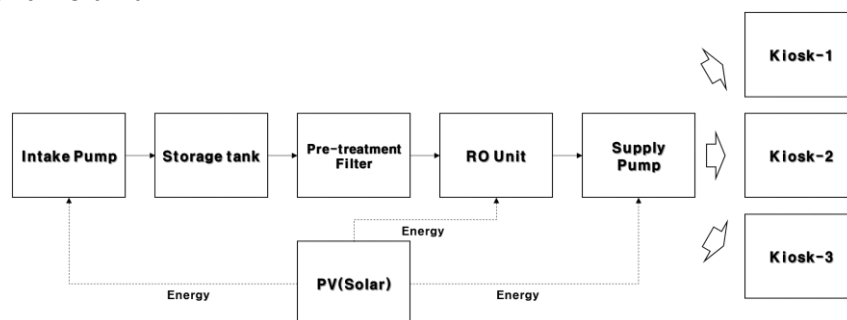 Kiosk-1
Intake Pump
Storage tank
Pre-treatment
Filter
RO Unit
Supply
Pump
Kiosk-2
Energy
Kiosk-3
PV(Solar)
Energy
Energy